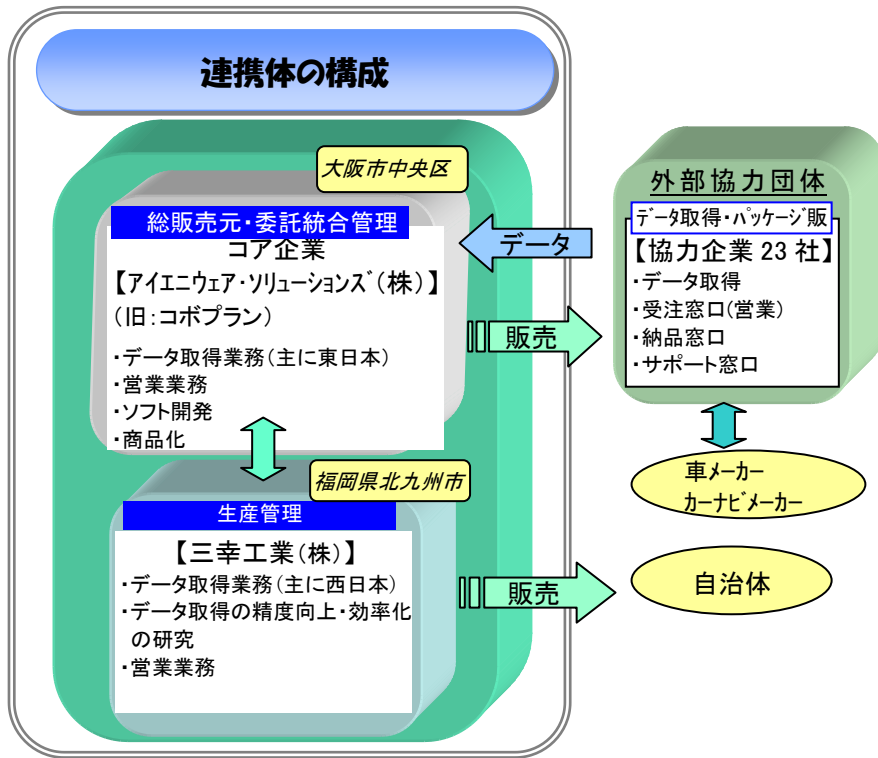 連携体の構成
大阪市中央区
総販売元・委託統合管理
コア企業
【アイエニウェア・ソリューションズ(株)】
(旧:コボプラン)
・データ取得業務(主に東日本)
・営業業務
・ソフト開発
・商品化
福岡県北九州市
生産管理
【三幸工業(株)】
・データ取得業務(主に西日本)
・データ取得の精度向上・効率化
の研究
・営業業務
データ
販売
販売
外部協力団体
データ取得・パッケージ販
【協力企業 23 社】
・データ取得
・受注窓口(営業)
・納品窓口
・サポート窓口
車メーカー
カーナビメーカー
自治体